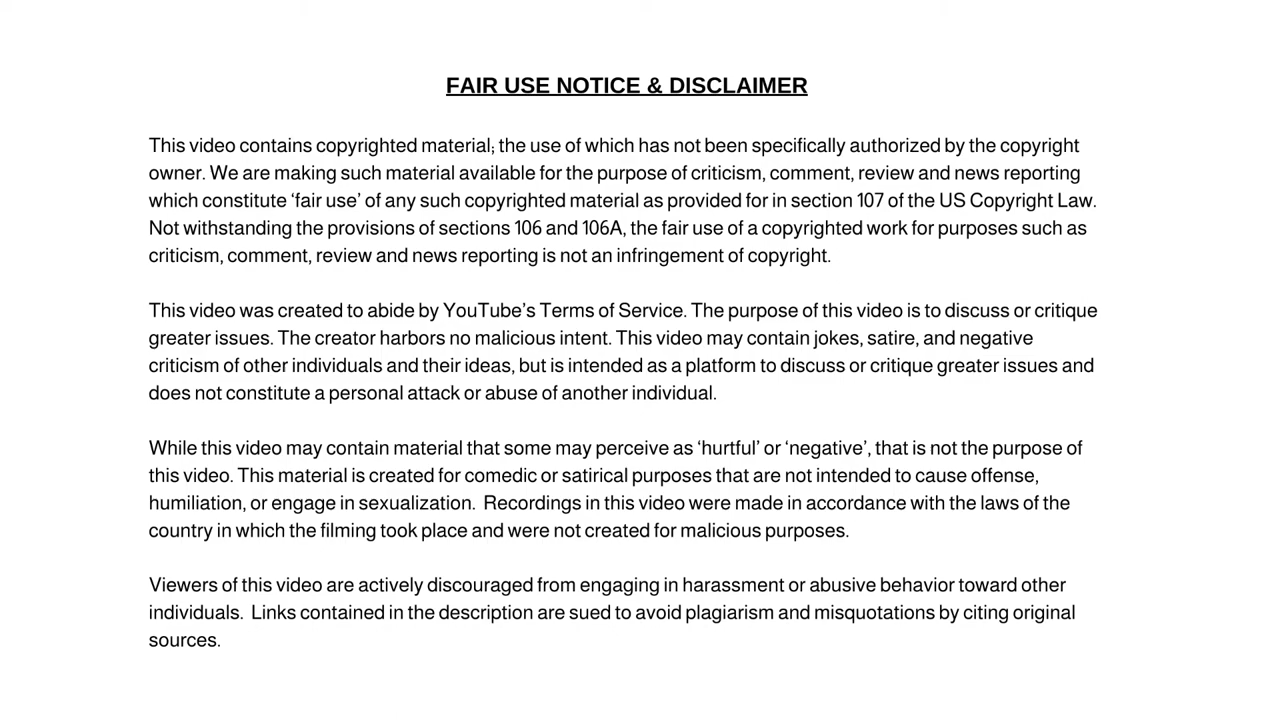 FAIR USE NOTICE & DISCLAIMER
This video contains copyrighted material; the use of which has not been specifically authorized by the copyright
owner. We are making such material available for the purpose of criticism, comment, review and news reporting
which constitute ‘fair use’ of any such copyrighted material as provided for in section 107 of the US Copyright Law.
Not withstanding the provisions of sections 106 and 106A, the fair use of a copyrighted work for purposes such as
criticism, comment, review and news reporting is not an infringement of copyright.
This video was created to abide by YouTube’s Terms of Service. The purpose of this video is to discuss or critique
greater issues. The creator harbors no malicious intent. This video may contain jokes, satire, and negative
criticism of other individuals and their ideas, but is intended as a platform to discuss or critique greater issues and
does not constitute a personal attack or abuse of another individual.
While this video may contain material that some may perceive as ‘hurtful’ or ‘negative’, that is not the purpose of
this video. This material is created for comedic or satirical purposes that are not intended to cause offense,
humiliation, or engage in sexualization.  Recordings in this video were made in accordance with the laws of the
country in which the filming took place and were not created for malicious purposes.
Viewers of this video are actively discouraged from engaging in harassment or abusive behavior toward other
individuals.  Links contained in the description are sued to avoid plagiarism and misquotations by citing original
sources.